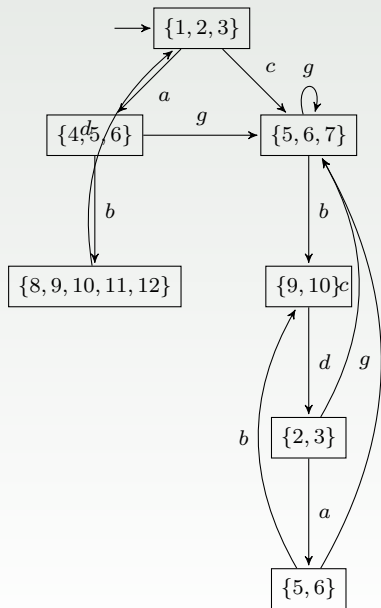 {1, 2, 3}
c
g
a
{4, 5, 6}
d
g
{5, 6, 7}
b
b
{8, 9, 10, 11, 12}
{9, 10}
c
d
g
{2, 3}
b
a
{5, 6}